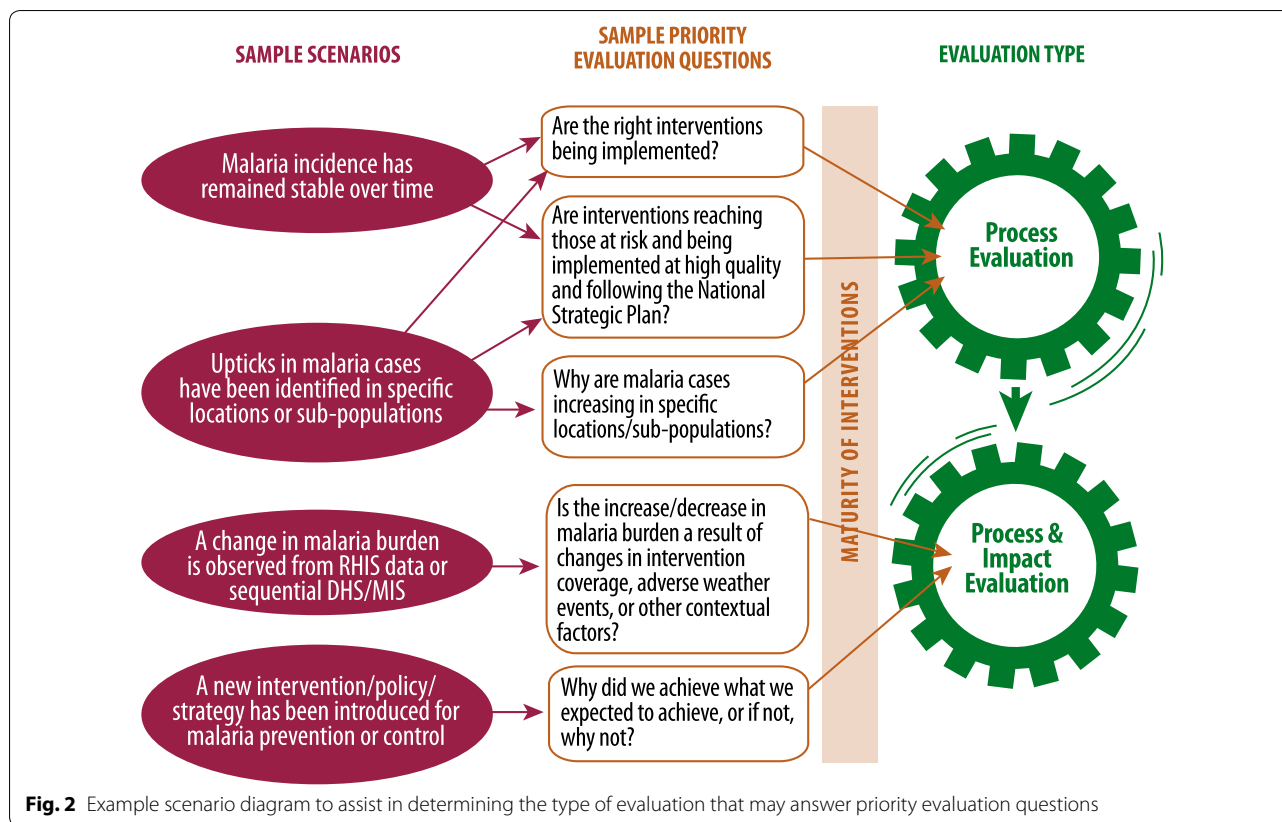 SAMPLE SCENARIOS
SAMPLE PRIORITY
EVALUATION QUESTIONS
EVALUATION TYPE
Malaria incidence has
remained stable over time
Upticks in malaria cases
have been identified in specific
locations or sub-populations
A change in malaria burden
is observed from RHIS data or
sequential DHS/MIS
A new intervention/policy/
strategy has been introduced for
malaria prevention or control
Are the right interventions
being implemented?
Are interventions reaching
those at risk and being
implemented at high quality
and following the National
Strategic Plan?
Why are malaria cases
increasing in specific
locations/sub-populations?
Is the increase/decrease in
malaria burden a result of
changes in intervention
coverage, adverse weather
events, or other contextual
factors?
Why did we achieve what we
expected to achieve, or if not,
why not?
MATURITY OF INTERVENTIONS
Process
Evaluation
Process &
Impact
Evaluation
Fig. 2 Example scenario diagram to assist in determining the type of evaluation that may answer priority evaluation questions